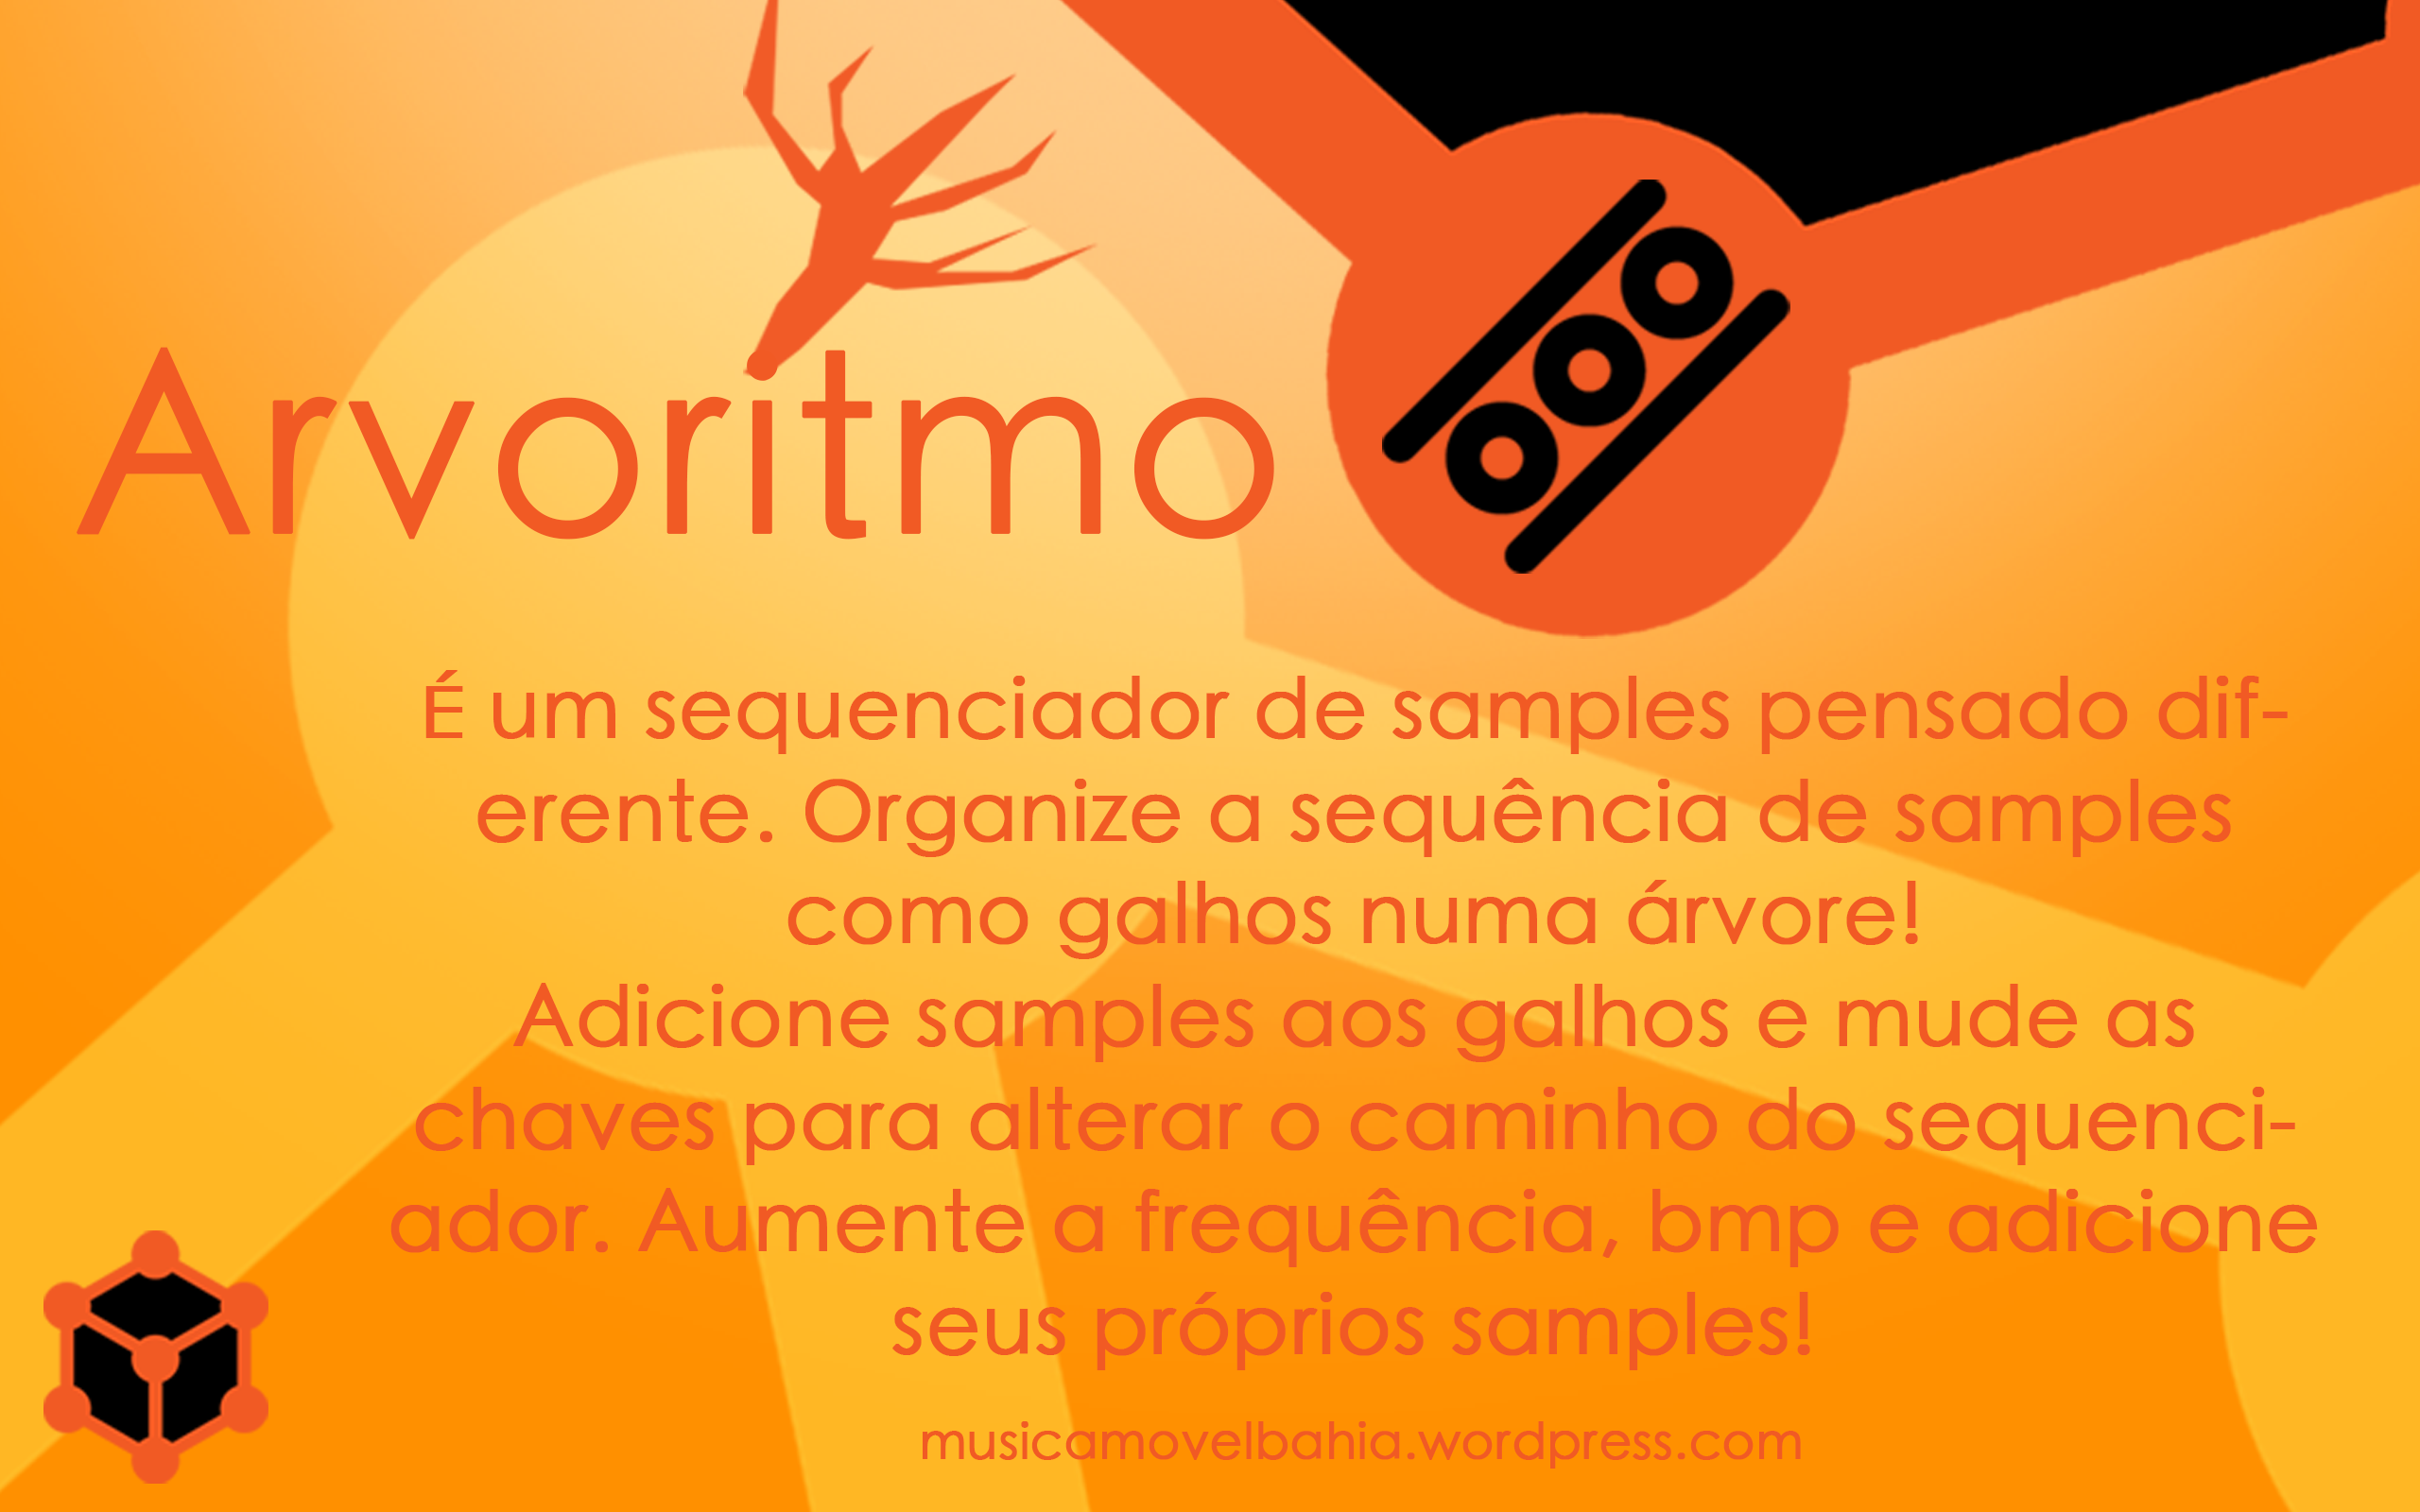 Arvoritmo
É um sequenciador de samples pensado dif-
erente. Organize a sequência de samples
como galhos numa árvore!
Adicione samples aos galhos e mude as
chaves para alterar o caminho do sequenci-
ador. Aumente a frequência, bmp e adicione
seus próprios samples!
musicamovelbahia.wordpress.com